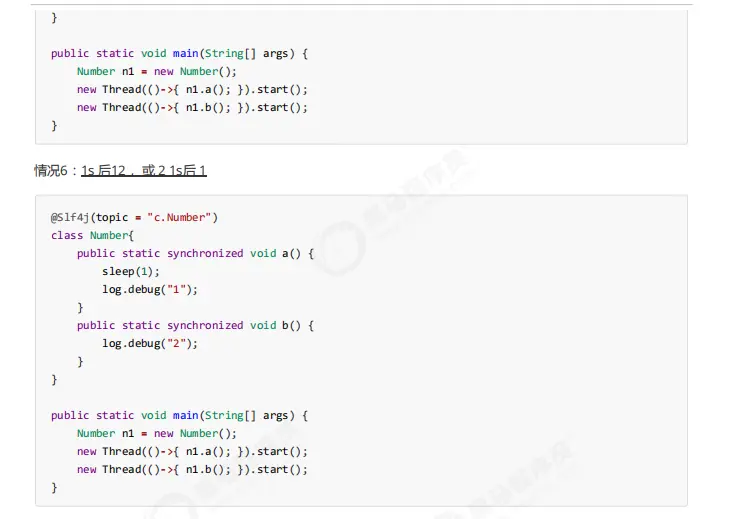 }
public static void main(String[] args) {
Number n1 = new Number();
new Thread(()->{ n1.a(); }).start();
new Thread(()->{ n1.b(); }).start();
}
情况6：1s 后12， 或 2 1s后 1
@Slf4j(topic = "c.Number")
class Number{
public static synchronized void a() {
sleep(1);
log.debug("1");
}
public static synchronized void b() {
log.debug("2");
}
}
public static void main(String[] args) {
Number n1 = new Number();
new Thread(()->{ n1.a(); }).start();
new Thread(()->{ n1.b(); }).start();
}